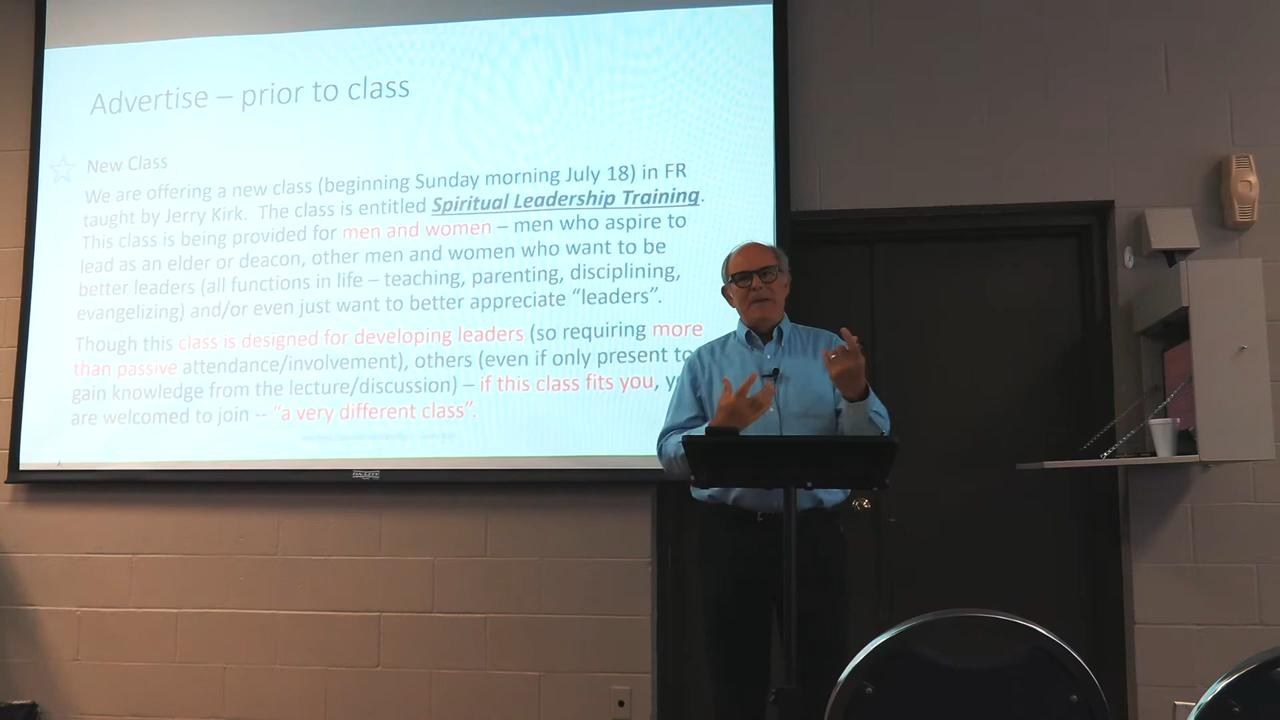 Advertise – prior to class
New Class
We are offering a new class (beginning Sunday morning July 18) in FR
taught by Jerry Kirk. The class is entitled Spiritual Leadership Training.
This class is being provided for men and women – men who aspire to
lead as an elder or deacon, other men and women who want to be
better leaders (all functions in life – teaching, parenting, disciplining,
evangelizing) and/or even just want to better appreciate “leaders”.
Though this class is designed for developing leaders (so requiring more
than passive attendance/involvement), others (even if only present to
gain knowledge from the lecture/discussion) – if this class fits you,
are welcomed to join -- “a very different class”.
DA-LITE